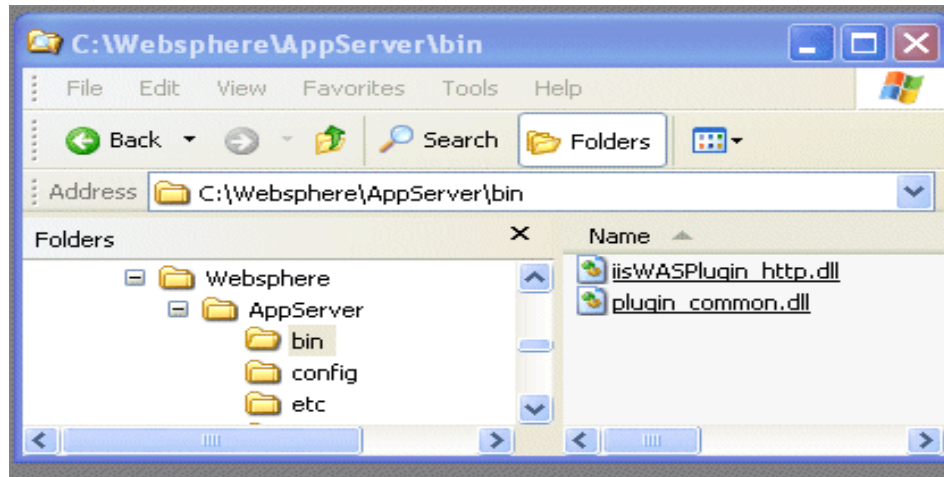 C:\Websphere\AppServer\bin
File Edit View Favorites Tools Help
Back Search Folders
Address C:\Websphere\AppServer\bin
Folders
Websphere
AppServer
bin
config
etc
Name
iisWASPlugin_http.dll
plugin_common.dll